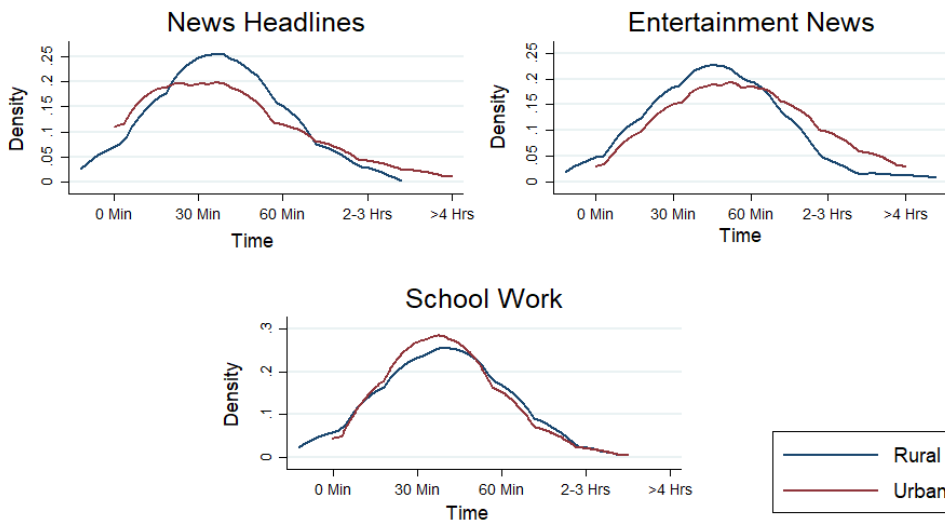 News Headlines
Density
0
.05
.1
.15
.2
.25
0 Min 30 Min 60 Min 2-3 Hrs >4 Hrs
Time
Entertainment News
Density
0
.05
.1
.15
.2
.25
0 Min 30 Min 60 Min 2-3 Hrs >4 Hrs
Time
School Work
Density
0
.1
.2
.3
0 Min 30 Min 60 Min 2-3 Hrs >4 Hrs
Time
Rural
Urban